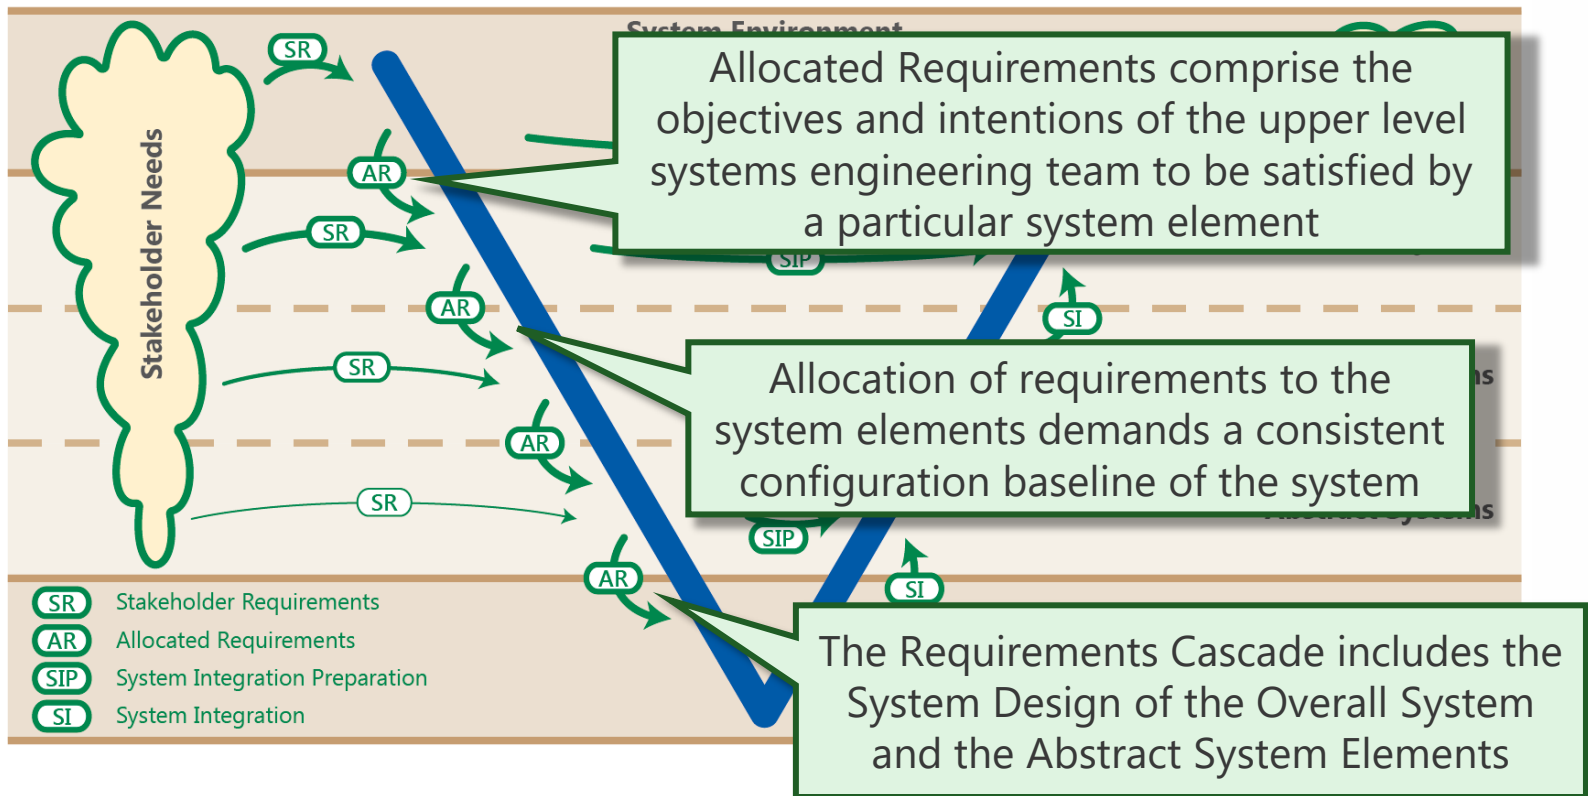 System Environment
SR
Allocated Requirements comprise the
objectives and intentions of the upper level
systems engineering team to be satisfied by
a particular system element
AR
Stakeholder Needs
SR
SIP
AR
SI
SR
Allocation of requirements to the
system elements demands a consistent
configuration baseline of the system
AR
SR
Abstract Systems
SIP
AR
SI
SR Stakeholder Requirements
AR Allocated Requirements
SIP System Integration Preparation
SI System Integration
The Requirements Cascade includes the
System Design of the Overall System
and the Abstract System Elements